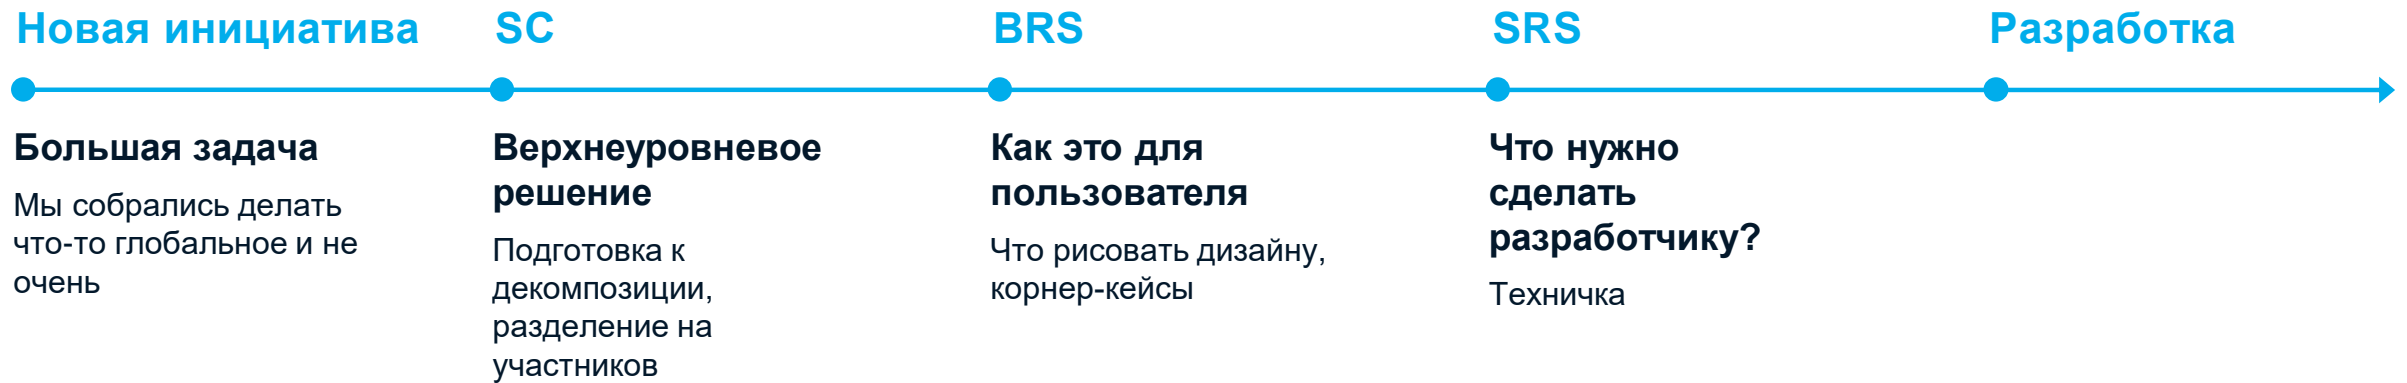 Новая инициатива
SC
BRS
SRS
Разработка
Большая задача
Мы собрались делать
что-то глобальное и не
очень
Верхнеуровневое
решение
Подготовка к
декомпозиции,
разделение на
участников
Как это для
пользователя
Что рисовать дизайну,
корнер-кейсы
Что нужно
сделать
разработчику?
Техничка